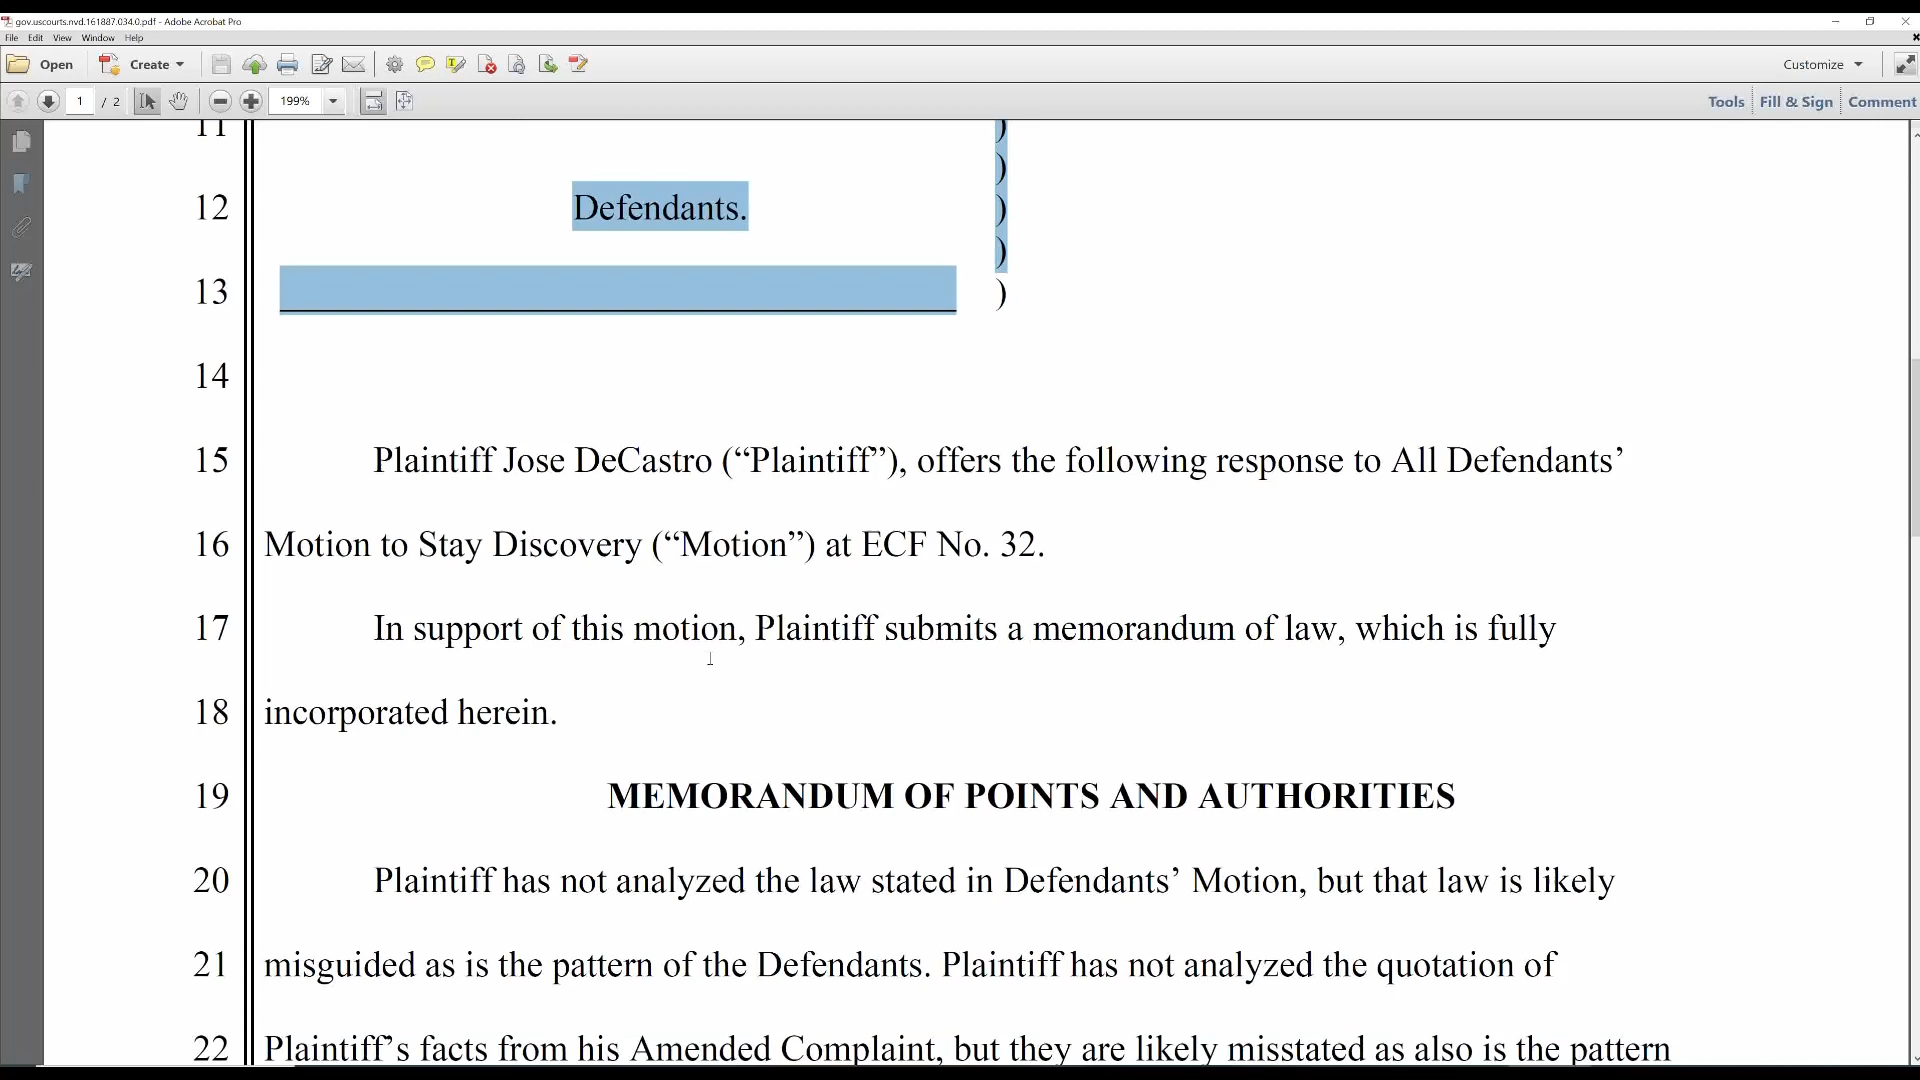 gov.uscourts.nvd.161887.034.0.pdf - Adobe Acrobat Pro
File Edit View Window Help
Open Create Customize
1 / 2 199% Tools Fill & Sign Comment
11 )
)
12 Defendants. )
)
13 )
14
15 Plaintiff Jose DeCastro (“Plaintiff”), offers the following response to All Defendants’
16 Motion to Stay Discovery (“Motion”) at ECF No. 32.
17 In support of this motion, Plaintiff submits a memorandum of law, which is fully
18 incorporated herein.
19 MEMORANDUM OF POINTS AND AUTHORITIES
20 Plaintiff has not analyzed the law stated in Defendants’ Motion, but that law is likely
21 misguided as is the pattern of the Defendants. Plaintiff has not analyzed the quotation of
22 Plaintiff’s facts from his Amended Complaint, but they are likely misstated as also is the pattern